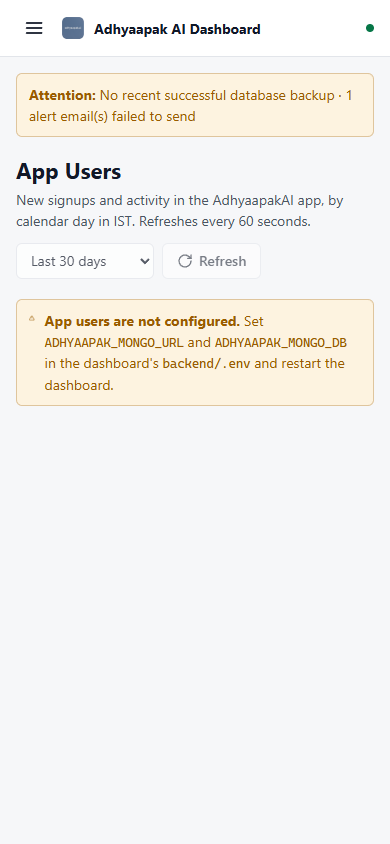 Adhyaapak AI Dashboard
Attention: No recent successful database backup · 1
alert email(s) failed to send
App Users
New signups and activity in the AdhyaapakAI app, by
calendar day in IST. Refreshes every 60 seconds.
Last 30 days
Refresh
App users are not configured. Set
ADHYAAPAK_MONGO_URL and ADHYAAPAK_MONGO_DB
in the dashboard's backend/.env and restart the
dashboard.